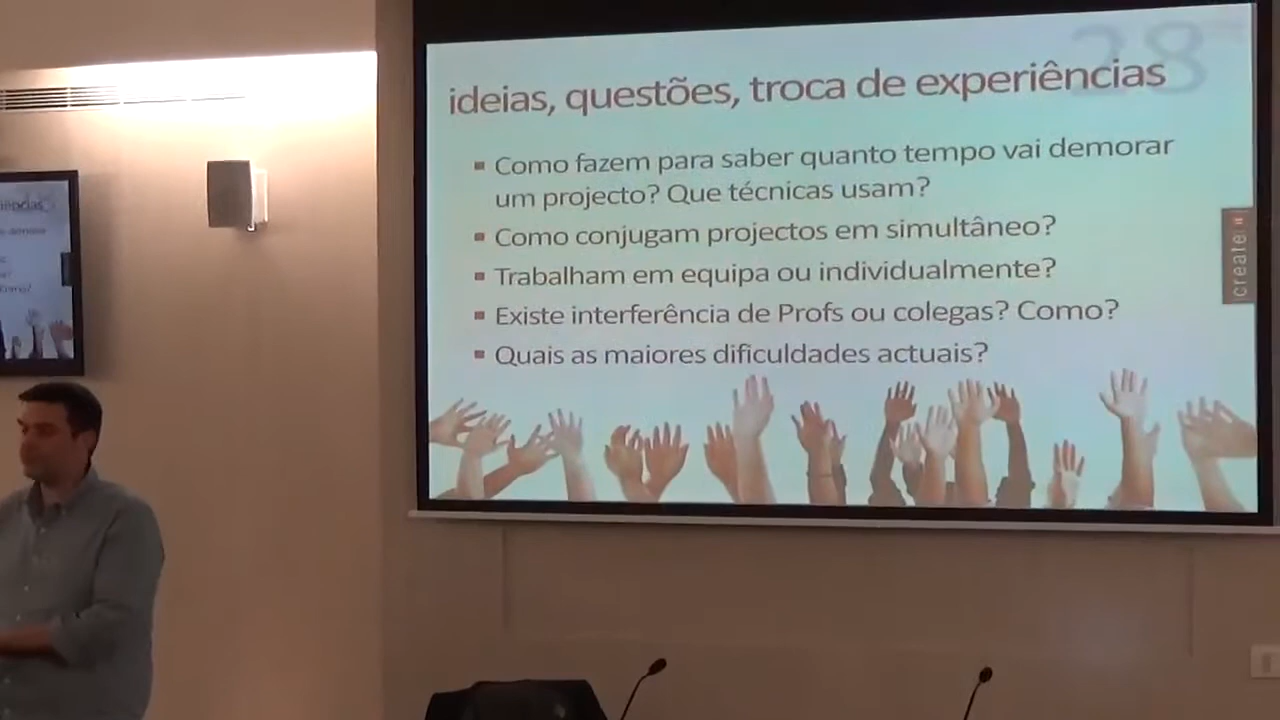 28
ideias, questões, troca de experiências
▪ Como fazem para saber quanto tempo vai demorar
um projecto? Que técnicas usam?
▪ Como conjugam projectos em simultâneo?
▪ Trabalham em equipa ou individualmente?
▪ Existe interferência de Profs ou colegas? Como?
▪ Quais as maiores dificuldades actuais?
create